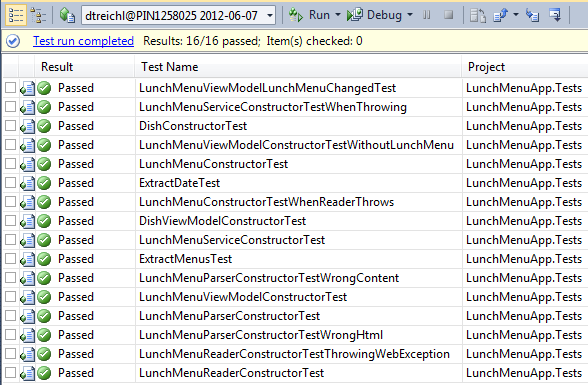 dtreichl@PIN1258025 2012-06-07 Run Debug
Test run completed Results: 16/16 passed; Item(s) checked: 0
Result Test Name Project
Passed LunchMenuViewModelLunchMenuChangedTest LunchMenuApp.Tests
Passed LunchMenuServiceConstructorTestWhenThrowing LunchMenuApp.Tests
Passed DishConstructorTest LunchMenuApp.Tests
Passed LunchMenuViewModelConstructorTestWithoutLunchMenu LunchMenuApp.Tests
Passed LunchMenuConstructorTest LunchMenuApp.Tests
Passed ExtractDateTest LunchMenuApp.Tests
Passed LunchMenuConstructorTestWhenReaderThrows LunchMenuApp.Tests
Passed DishViewModelConstructorTest LunchMenuApp.Tests
Passed LunchMenuServiceConstructorTest LunchMenuApp.Tests
Passed ExtractMenusTest LunchMenuApp.Tests
Passed LunchMenuParserConstructorTestWrongContent LunchMenuApp.Tests
Passed LunchMenuViewModelConstructorTest LunchMenuApp.Tests
Passed LunchMenuParserConstructorTest LunchMenuApp.Tests
Passed LunchMenuParserConstructorTestWrongHtml LunchMenuApp.Tests
Passed LunchMenuReaderConstructorTestThrowingWebException LunchMenuApp.Tests
Passed LunchMenuReaderConstructorTest LunchMenuApp.Tests